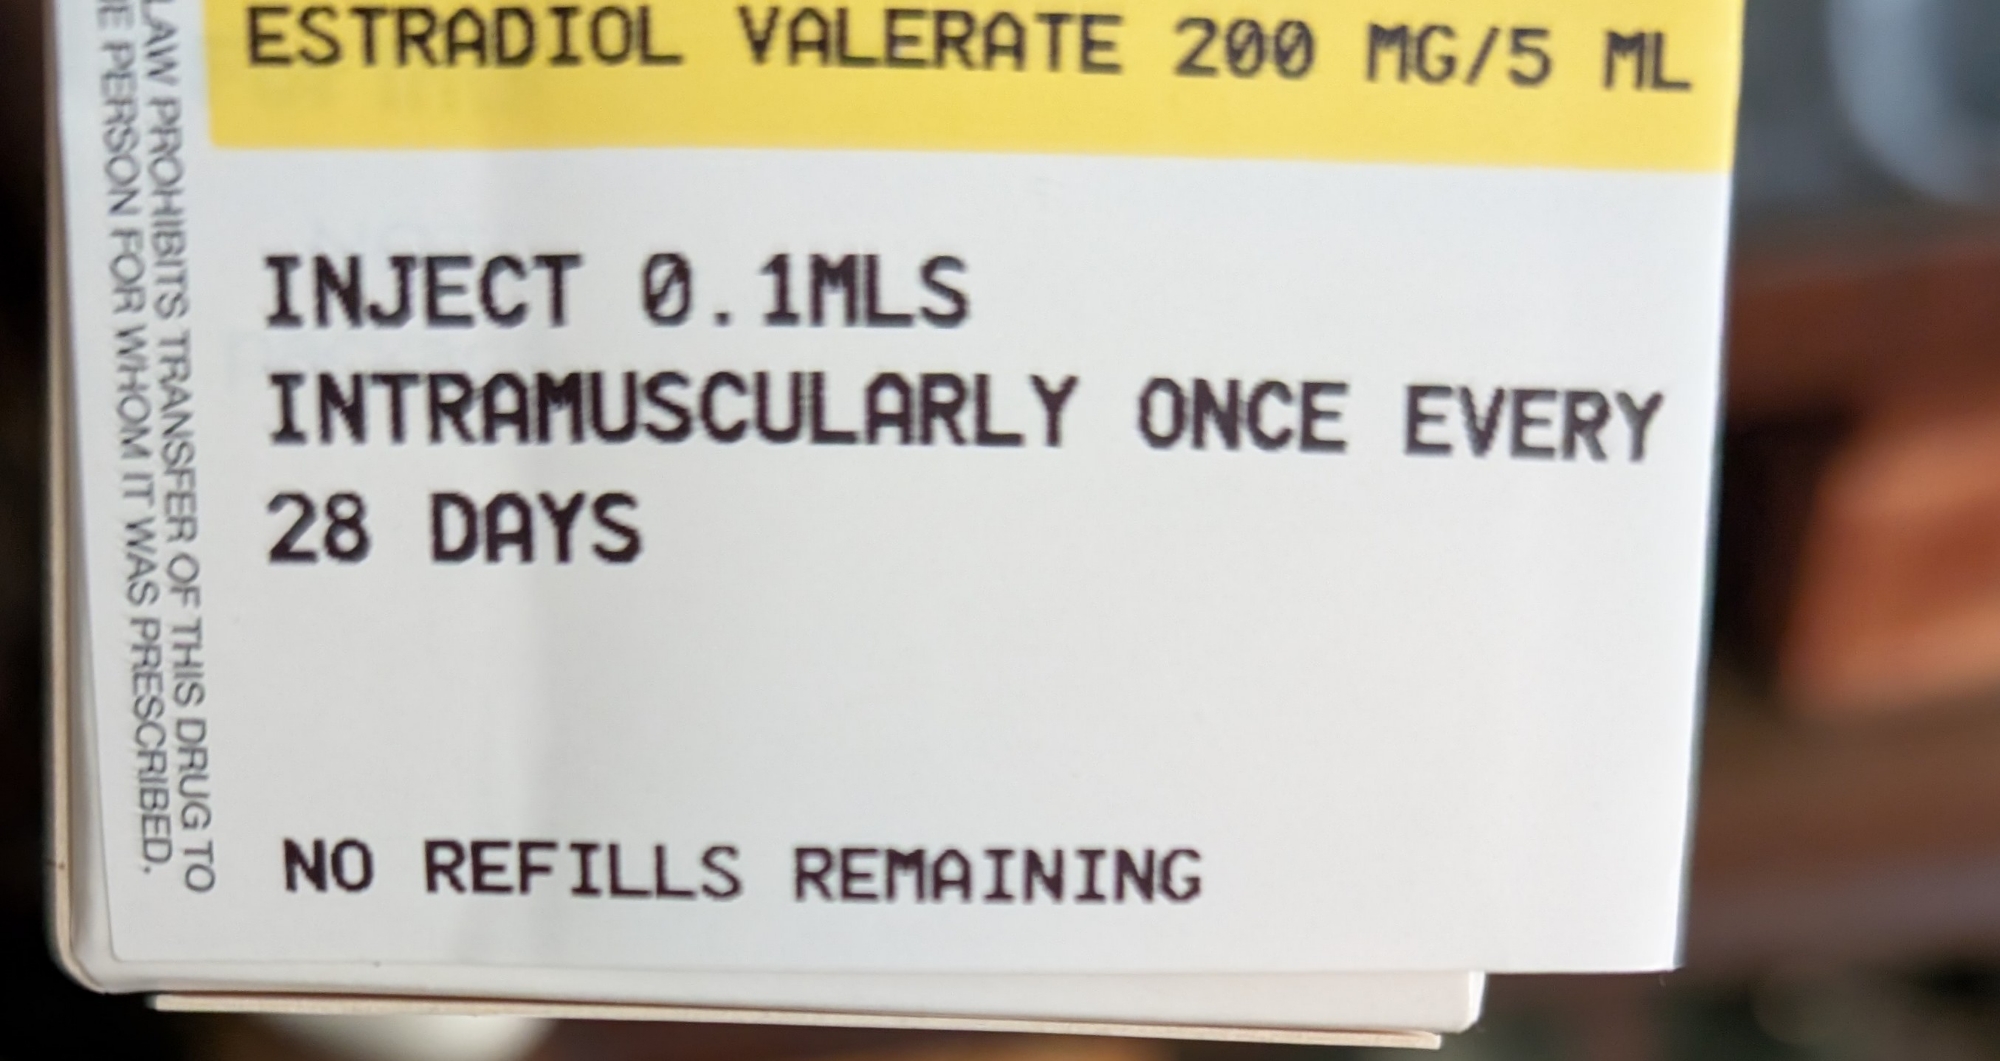 ESTRADIOL VALERATE 200 MG/5 ML
INJECT 0.1MLS
INTRAMUSCULARLY ONCE EVERY
28 DAYS
NO REFILLS REMAINING
LAW PROHIBITS TRANSFER OF THIS DRUG TO
PERSON FOR WHOM IT WAS PRESCRIBED.